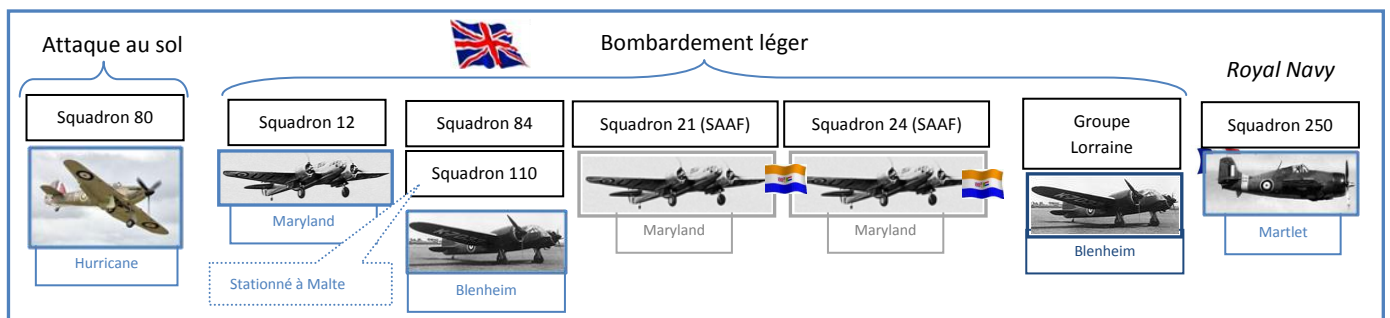 Attaque au sol
Bombardement léger
Royal Navy
Squadron 80
Squadron 12
Squadron 84
Squadron 21 (SAAF)
Squadron 24 (SAAF)
Groupe
Lorraine
Squadron 250
Squadron 110
Maryland
Maryland
Maryland
Martlet
Hurricane
Blenheim
Stationné à Malte
Blenheim